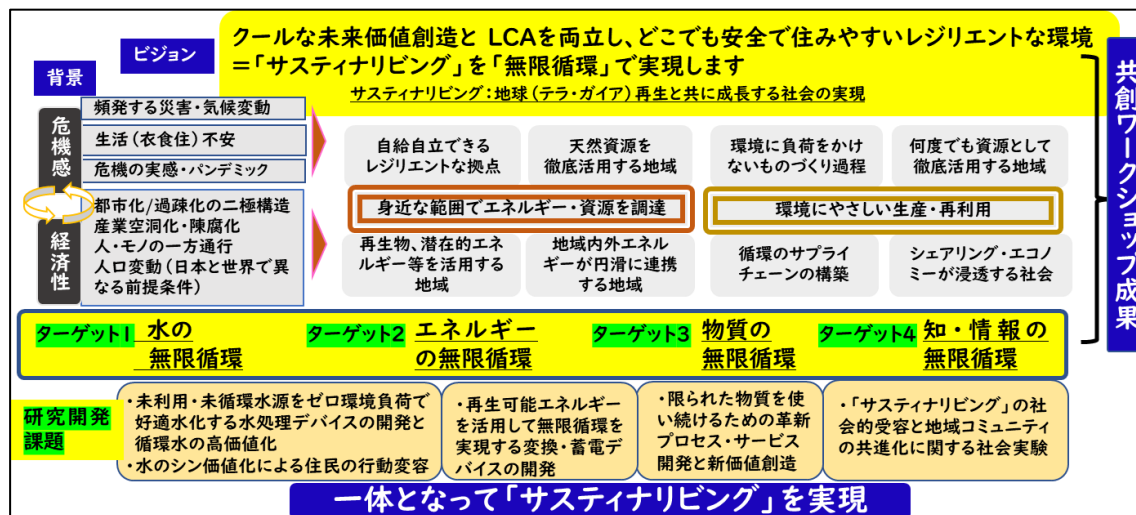 ビジョン
クールな未来価値創造と LCAを両立し、どこでも安全で住みやすいレジリエントな環境
=「サスティナリビング」を「無限循環」で実現します
サスティナリビング:地球(テラ・ガイア)再生と共に成長する社会の実現
背景
危機感
頻発する災害・気候変動
生活(衣食住)不安
危機の実感・パンデミック
経済性
都市化/過疎化の二極構造
産業空洞化・陳腐化
人・モノの一方通行
人口変動(日本と世界で異
なる前提条件)
自給自立できる
レジリエントな拠点
天然資源を
徹底活用する地域
環境に負荷をかけ
ないものづくり過程
何度でも資源として
徹底活用する地域
身近な範囲でエネルギー・資源を調達
環境にやさしい生産・再利用
再生物、潜在的エネ
ルギー等を活用する
地域
地域内外エネル
ギーが円滑に連携
する地域
循環のサプライ
チェーンの構築
シェアリング・エコノ
ミーが浸透する社会
共創ワークショップ成果
ターゲット1 水の
無限循環
ターゲット2 エネルギー
の無限循環
ターゲット3 物質の
無限循環
ターゲット4 知・情報の
無限循環
研究開発
課題
・未利用・未循環水源をゼロ環境負荷で
好適水化する水処理デバイスの開発と
循環水の高価値化
・水のシン価値化による住民の行動変容
・再生可能エネルギー
を活用して無限循環を
実現する変換・蓄電デ
バイスの開発
・限られた物質を使
い続けるための革新
プロセス・サービス
開発と新価値創造
・「サスティナリビング」の社
会的受容と地域コミュニティ
の共進化に関する社会実験
一体となって「サスティナリビング」を実現